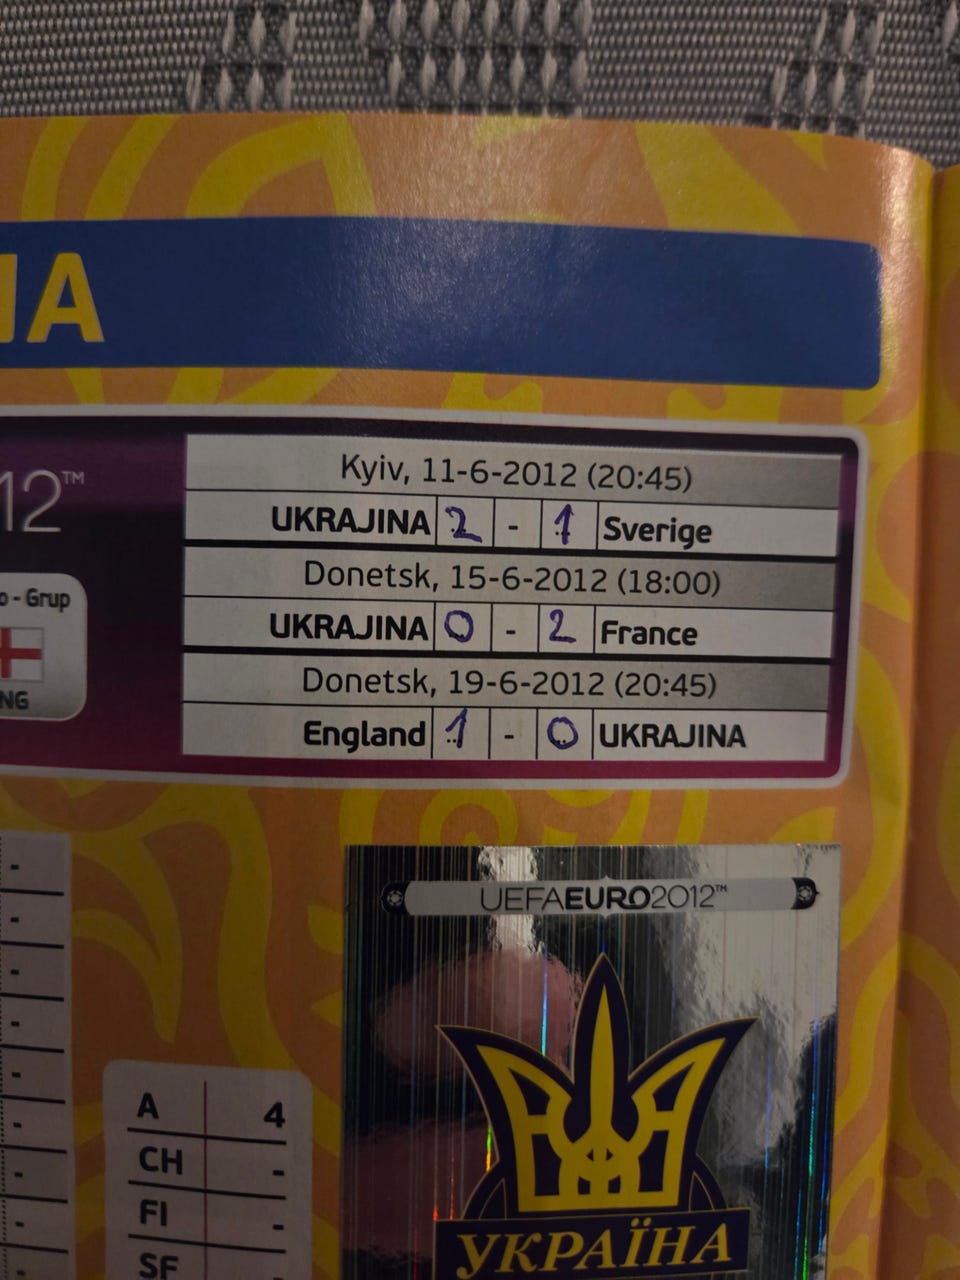 12™
Kyiv, 11-6-2012 (20:45)
UKRAJINA 2 - 1 Sverige
Donetsk, 15-6-2012 (18:00)
UKRAJINA 0 - 2 France
Donetsk, 19-6-2012 (20:45)
England 1 - 0 UKRAJINA
- Grup
NG
UEFAEURO2012™
УКРАЇНА
-
-
-
-
-
-
-
-
A 4
CH -
FI -
SF